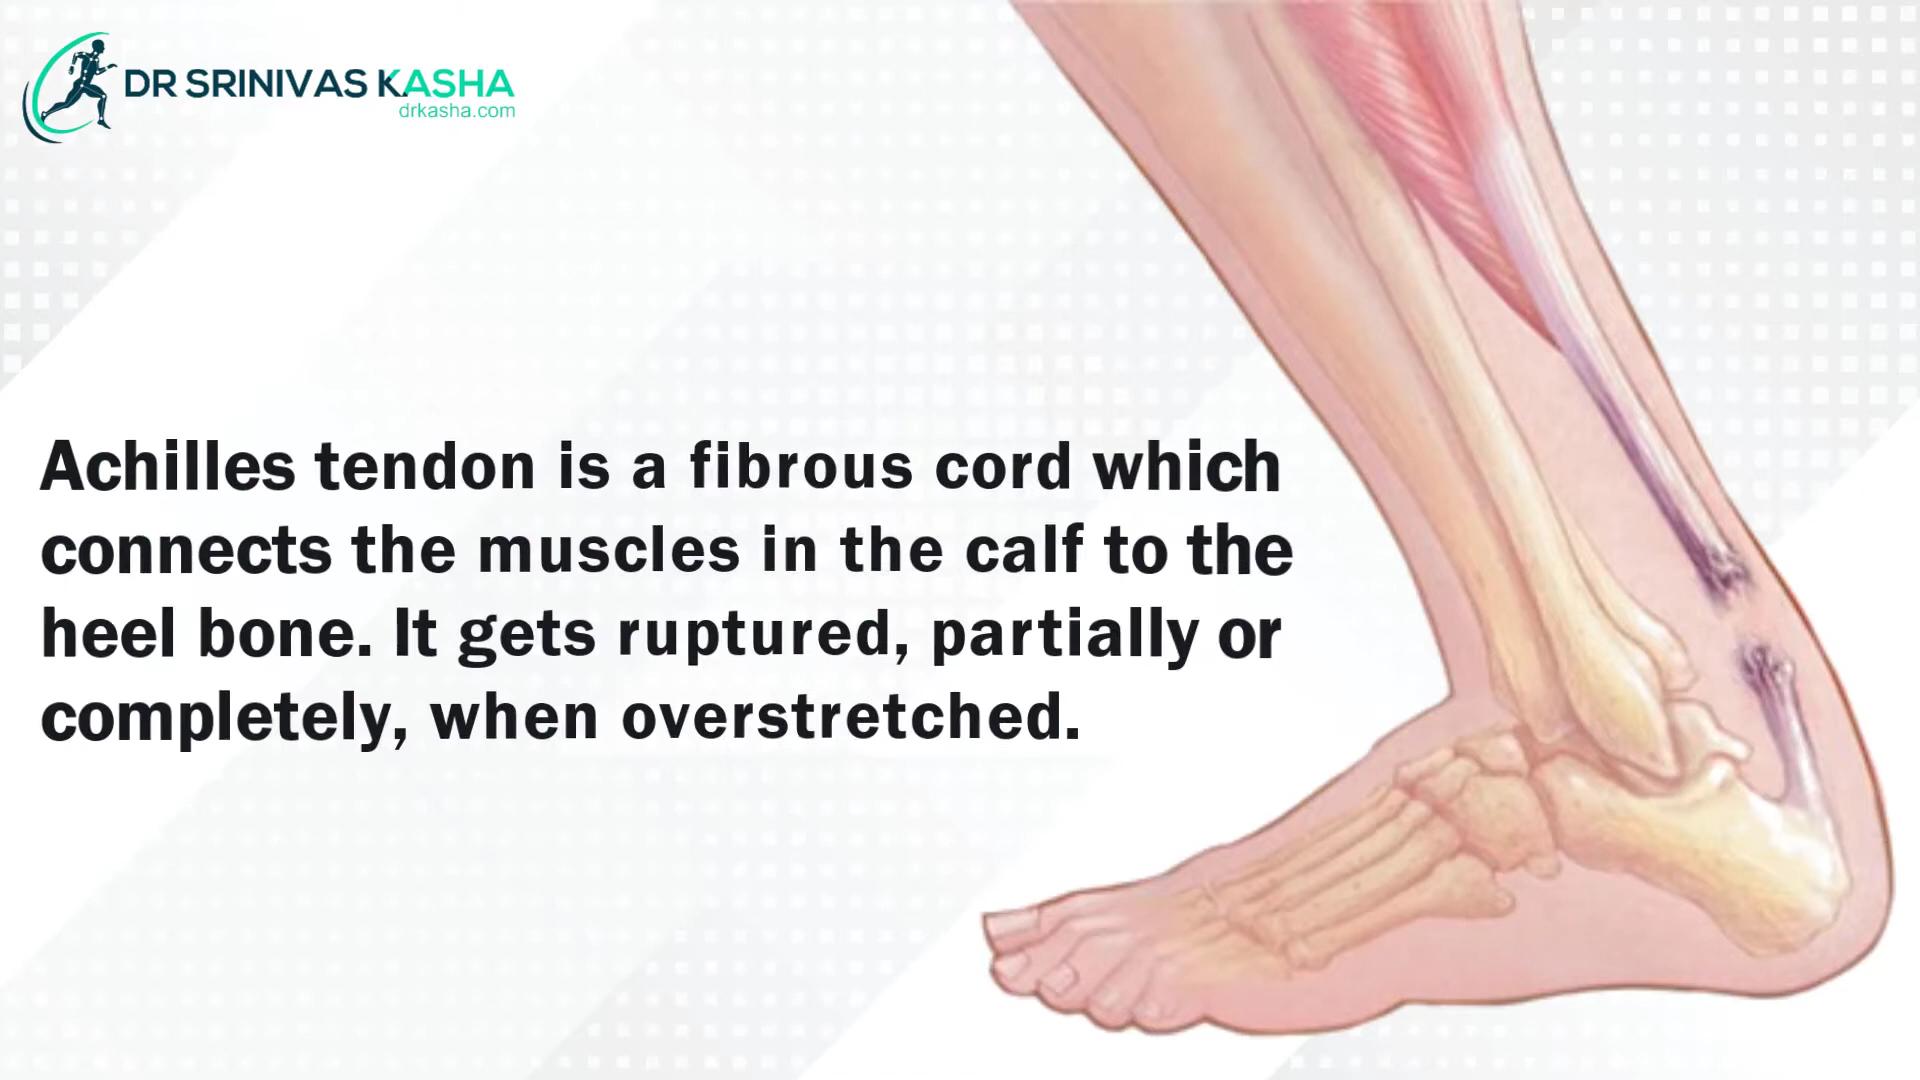 DR SRINIVAS KASHA
drkasha.com
Achilles tendon is a fibrous cord which
connects the muscles in the calf to the
heel bone. It gets ruptured, partially or
completely, when overstretched.